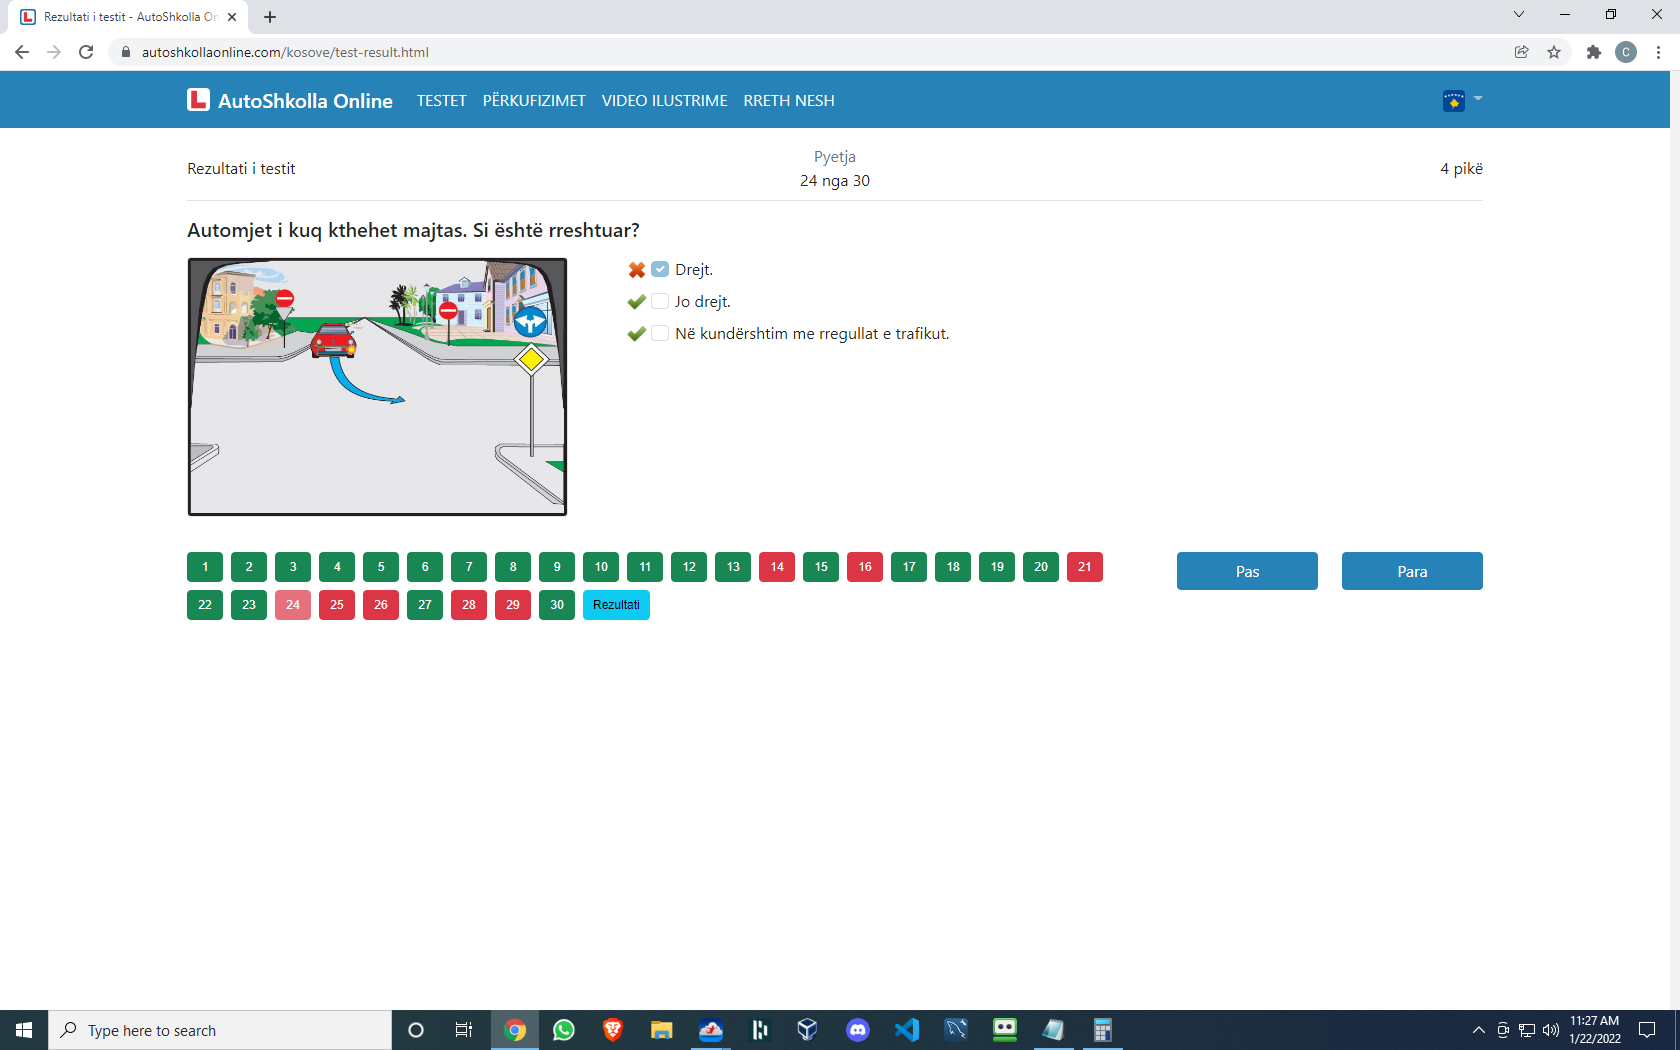 Rezultati i testit - AutoShkolla On
autoshkollaonline.com/kosove/test-result.html
L AutoShkolla Online TESTET PËRKUFIZIMET VIDEO ILUSTRIME RRETH NESH
C
Rezultati i testit
Pyetja
24 nga 30
4 pikë
Automjet i kuq kthehet majtas. Si është rreshtuar?
Drejt.
Jo drejt.
Në kundërshtim me rregullat e trafikut.
1 2 3 4 5 6 7 8 9 10 11 12 13 14 15 16 17 18 19 20 21
22 23 24 25 26 27 28 29 30 Rezultati
Pas Para
Type here to search
11:27 AM
1/22/2022